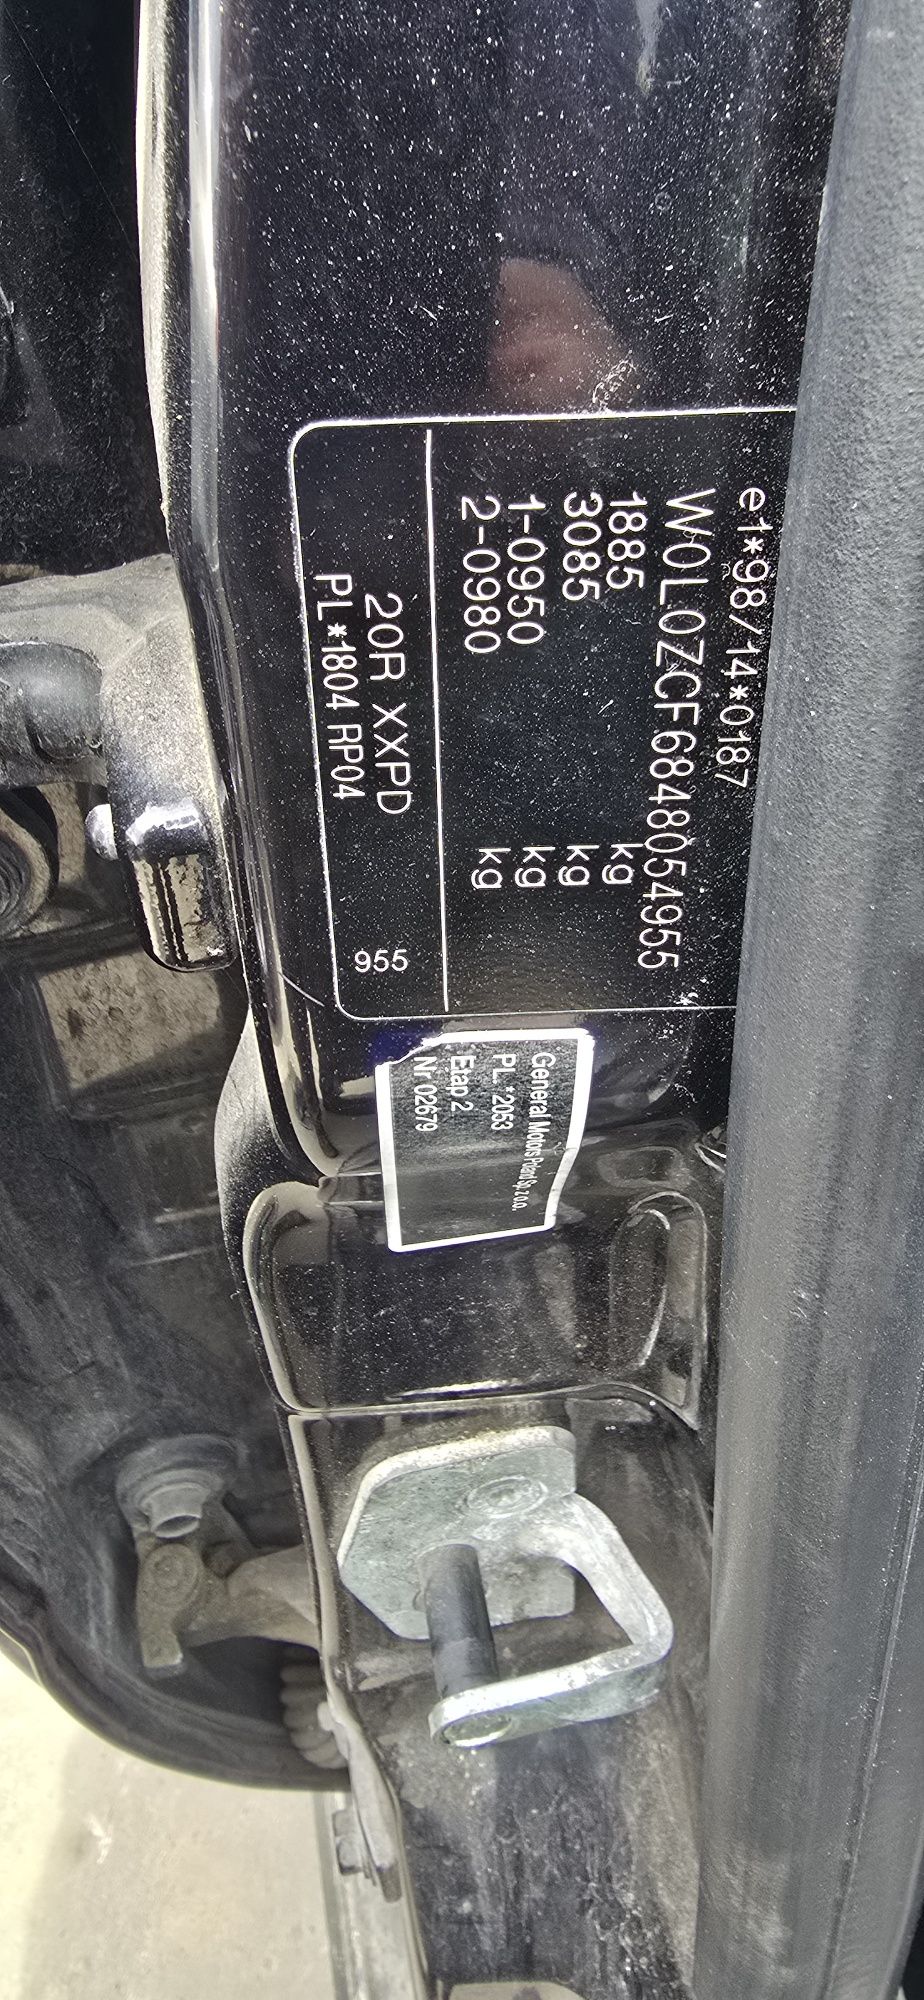 e1*98/14*0187
W0L0ZCF6848054955
1885 kg
3085 kg
1-0950 kg
2-0980 kg
20R XXPD
PL*1804 RP04 955
General Motors Poland Sp. z o.o.
PL *2053
Etap 2
Nr 02679